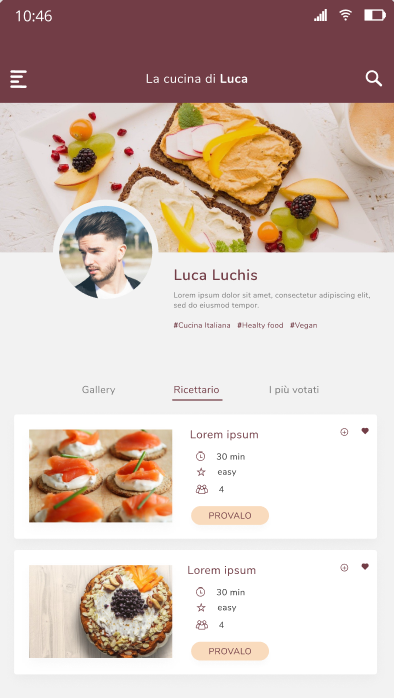 10:46
La cucina di Luca
Luca Luchis
Lorem ipsum dolor sit amet, consectetur adipiscing elit,
sed do eiusmod tempor.
#Cucina Italiana #Healty food #Vegan
Gallery Ricettario I più votati
Lorem ipsum
30 min
easy
4
PROVALO
Lorem ipsum
30 min
easy
4
PROVALO